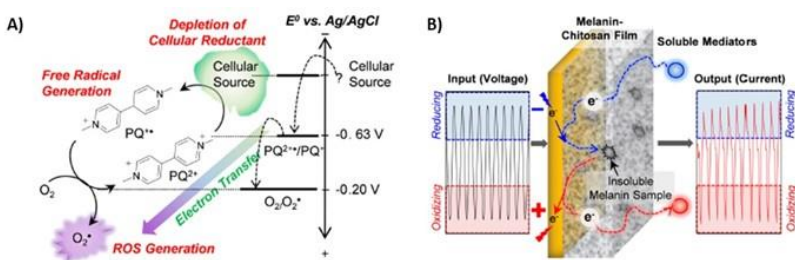 A)
Depletion of
Cellular Reductant
E⁰ vs. Ag/AgCl
−
Cellular
Source
?
Cellular
Source
Free Radical
Generation
+
N
N
PQ⁺•
+
N
N
+
PQ²⁺
-0. 63 V
PQ²⁺•/PQ⁺
O₂
-0.20 V
O₂/O₂•
Electron Transfer
O₂•
ROS Generation
+
B)
Melanin-
Chitosan Film
Soluble Mediators
Input (Voltage)
Output (Current)
Reducing
Oxidizing
−
e⁻
e⁻
Insoluble
Melanin Sample
+
e⁻
e⁻
Reducing
Oxidizing